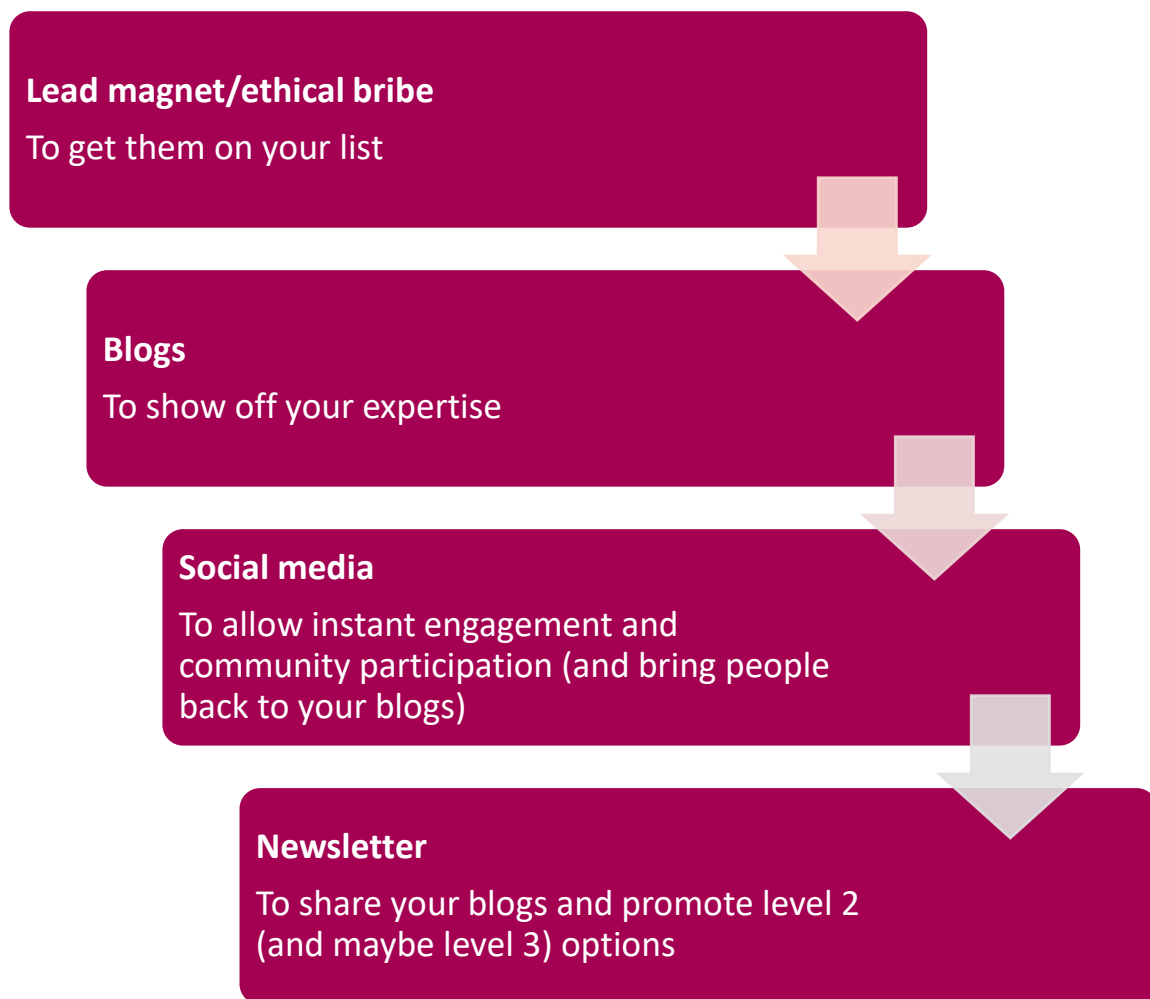 Lead magnet/ethical bribe
To get them on your list
Blogs
To show off your expertise
Social media
To allow instant engagement and
community participation (and bring people
back to your blogs)
Newsletter
To share your blogs and promote level 2
(and maybe level 3) options